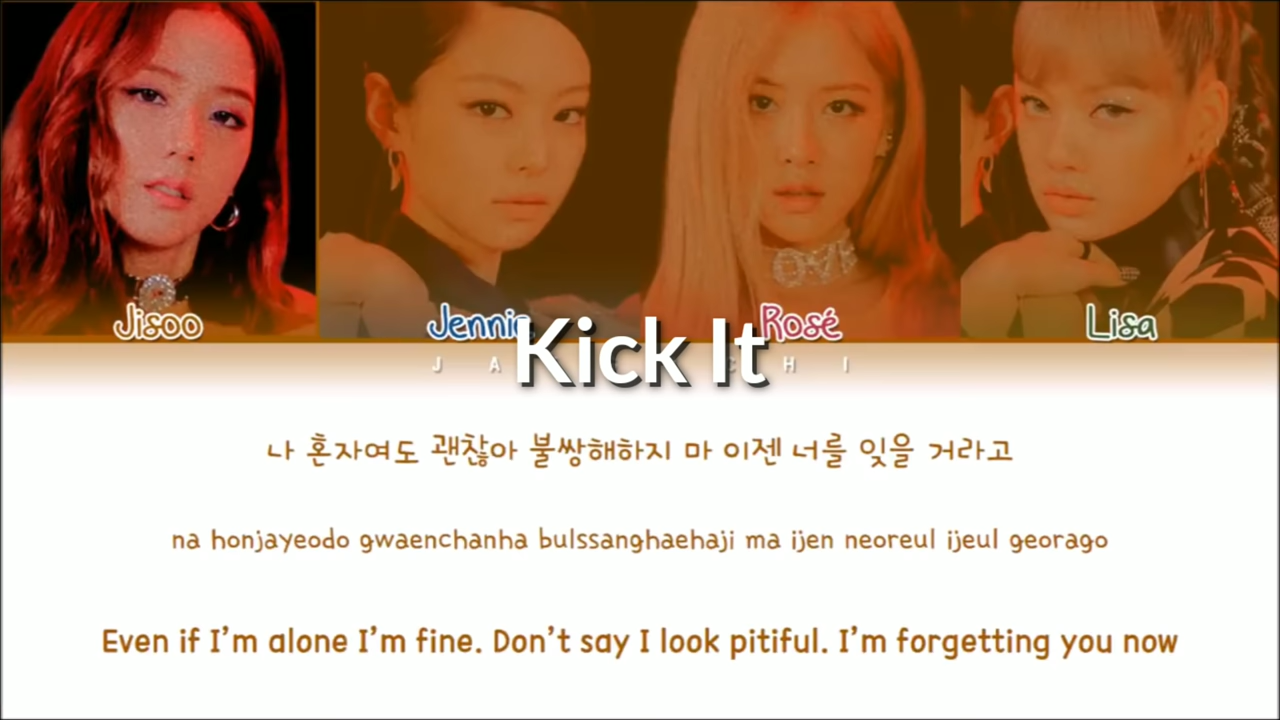 Jisoo Jennie Rosé Lisa
Kick It
나 혼자여도 괜찮아 불쌍해하지 마 이젠 너를 잊을 거라고
na honjayeodo gwaenchanha bulssanghaehaji ma ijen neoreul ijeul georago
Even if I’m alone I’m fine. Don’t say I look pitiful. I’m forgetting you now